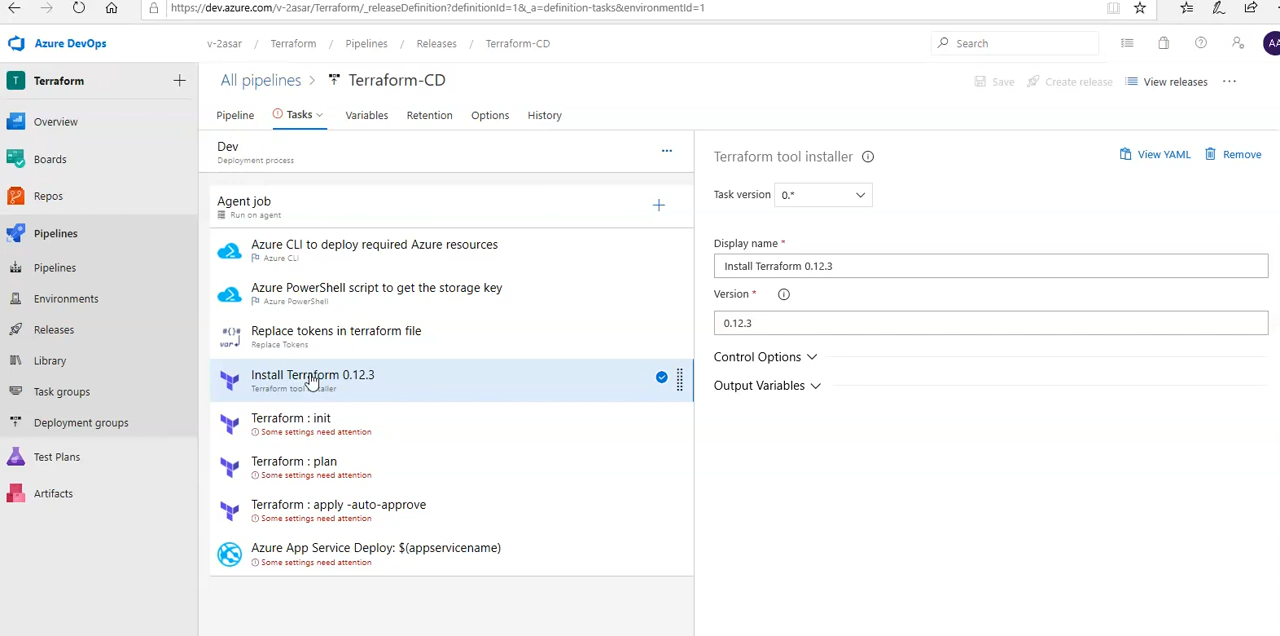 https://dev.azure.com/v-2asar/Terraform/_releaseDefinition?definitionId=1&_a=definition-tasks&environmentId=1
Azure DevOps
v-2asar / Terraform / Pipelines / Releases / Terraform-CD
Search
AA
T
Terraform
All pipelines > Terraform-CD
Save
Create release
View releases
Overview
Boards
Repos
Pipelines
Pipelines
Environments
Releases
Library
Task groups
Deployment groups
Test Plans
Artifacts
Pipeline
Tasks
Variables
Retention
Options
History
Dev
Deployment process
Agent job
Run on agent
Azure CLI to deploy required Azure resources
Azure CLI
Azure PowerShell script to get the storage key
Azure PowerShell
Replace tokens in terraform file
Replace Tokens
Install Terraform 0.12.3
Terraform tool installer
Terraform : init
Some settings need attention
Terraform : plan
Some settings need attention
Terraform : apply -auto-approve
Some settings need attention
Azure App Service Deploy: $(appservicename)
Some settings need attention
Terraform tool installer
View YAML
Remove
Task version 0.*
Display name *
Install Terraform 0.12.3
Version *
0.12.3
Control Options
Output Variables